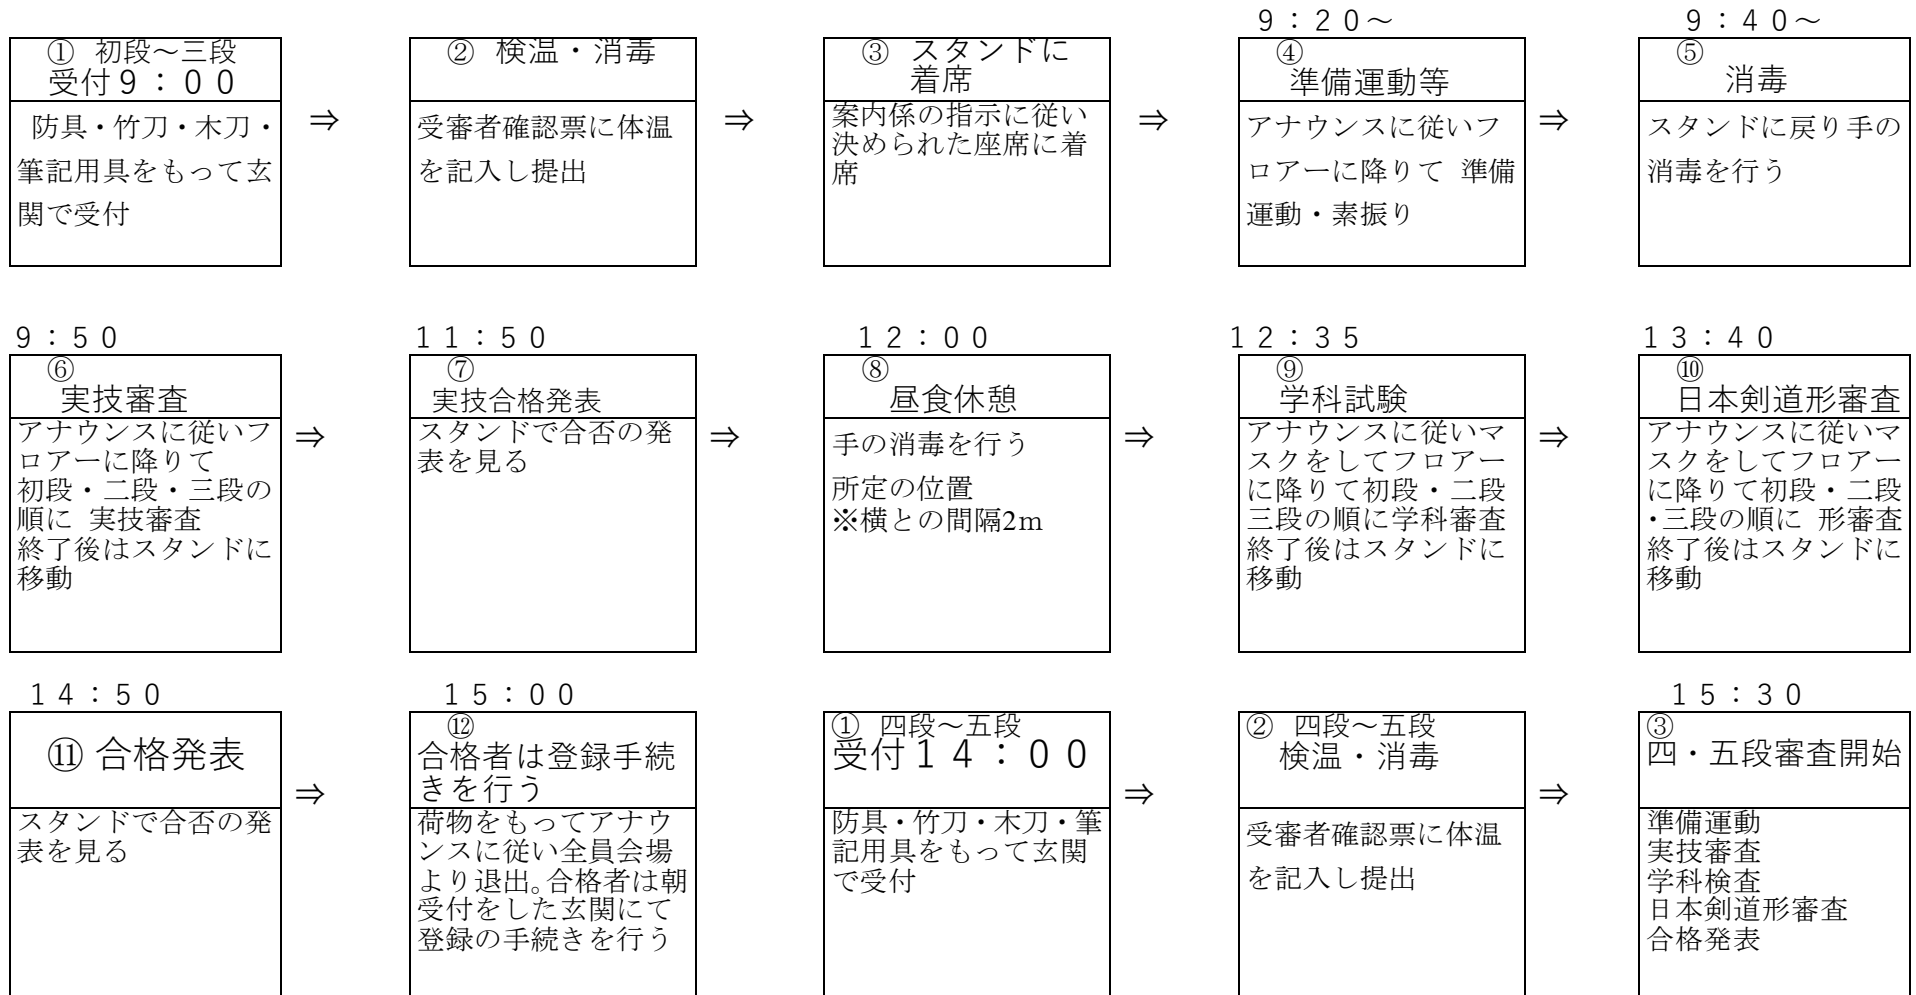 ① 初段～三段
受付９：００
防具・竹刀・木刀・
筆記用具をもって玄
関で受付
⇒
② 検温・消毒
受審者確認票に体温
を記入し提出
⇒
③ スタンドに
着席
案内係の指示に従い
決められた座席に着
席
⇒
９：２０～
④
準備運動等
アナウンスに従いフ
ロアーに降りて 準備
運動・素振り
⇒
９：４０～
⑤
消毒
スタンドに戻り手の
消毒を行う
９：５０
⑥
実技審査
アナウンスに従いフ
ロアーに降りて
初段・二段・三段の
順に 実技審査
終了後はスタンドに
移動
⇒
１１：５０
⑦
実技合格発表
スタンドで合否の発
表を見る
⇒
１２：００
⑧
昼食休憩
手の消毒を行う
所定の位置
※横との間隔2m
⇒
１２：３５
⑨
学科試験
アナウンスに従いマ
スクをしてフロアー
に降りて初段・二段
三段の順に学科審査
終了後はスタンドに
移動
⇒
１３：４０
⑩
日本剣道形審査
アナウンスに従いマ
スクをしてフロアー
に降りて初段・二段
・三段の順に 形審査
終了後はスタンドに
移動
１４：５０
⑪ 合格発表
スタンドで合否の発
表を見る
⇒
１５：００
⑫
合格者は登録手続
きを行う
荷物をもってアナウ
ンスに従い全員会場
より退出。合格者は朝
受付をした玄関にて
登録の手続きを行う
① 四段～五段
受付１４：００
防具・竹刀・木刀・筆
記用具をもって玄関
で受付
⇒
② 四段～五段
検温・消毒
受審者確認票に体温
を記入し提出
⇒
１５：３０
③
四・五段審査開始
準備運動
実技審査
学科検査
日本剣道形審査
合格発表